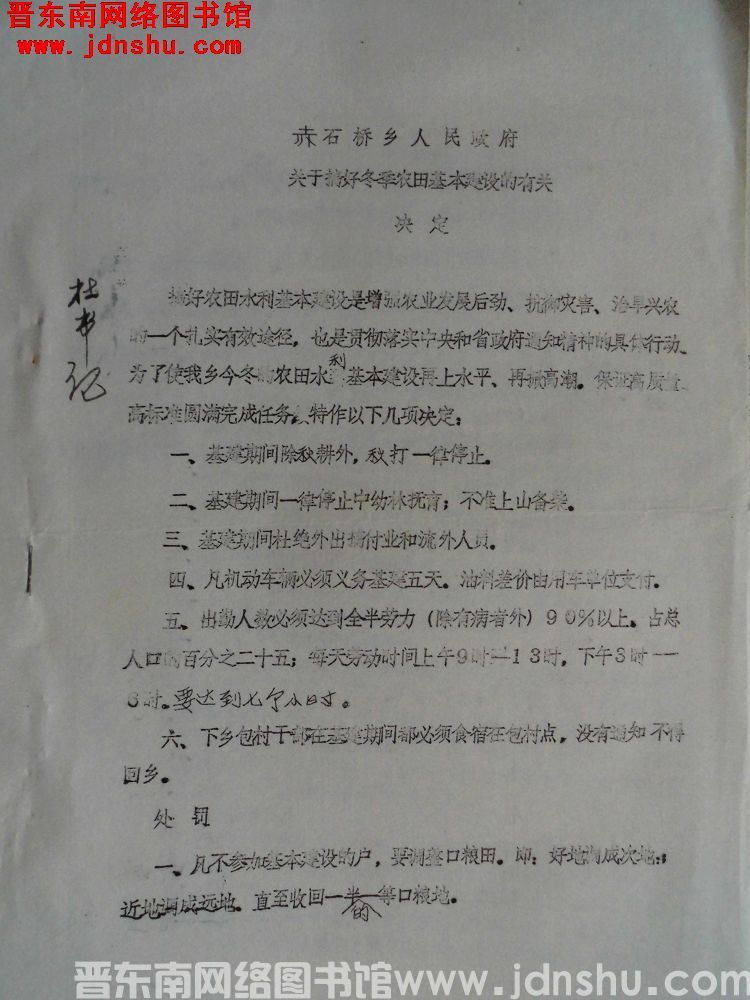 晋东南网络图书馆
www.jdnshu.com
赤石桥乡人民政府
关于搞好冬季农田基本建设的有关
决定
杜书记
搞好农田水利基本建设是增强农业发展后劲、抗御灾害、治旱兴农
的一个扎实有效途径，也是贯彻落实中央和省政府通知精神的具体行动。
为了使我乡今冬的农田水利基本建设再上水平、再掀高潮。保证高质量、
高标准圆满完成任务，特作以下几项决定：
一、基建期间除秋耕外，秋打一律停止。
二、基建期间一律停止中幼林抚育；不准上山备柴。
三、基建期间杜绝外出搞付业和流外人员。
四、凡机动车辆必须义务基建五天。油料差价由用车单位支付。
五、出勤人数必须达到全半劳力（除有病者外）90%以上。占总
人口的百分之二十五；每天劳动时间上午9时—13时，下午3时—
6时。要达到七个小时。
六、下乡包村干部在基建期间都必须食宿在包村点，没有通知不得
回乡。
处罚
一、凡不参加基本建设的户，要调整口粮田。即：好地调成次地；
近地调成远地。直至收回一半的等口粮地。
晋东南网络图书馆www.jdnshu.com